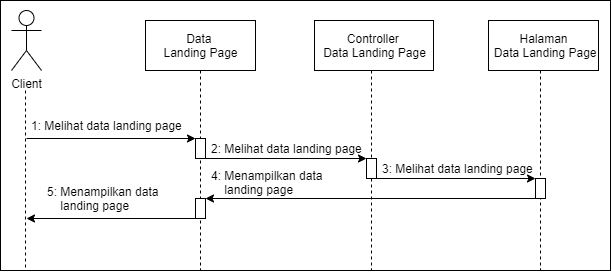 Data
Landing Page
Controller
Data Landing Page
Halaman
Data Landing Page
Client
1: Melihat data landing page
2: Melihat data landing page
3: Melihat data landing page
4: Menampilkan data
landing page
5: Menampilkan data
landing page